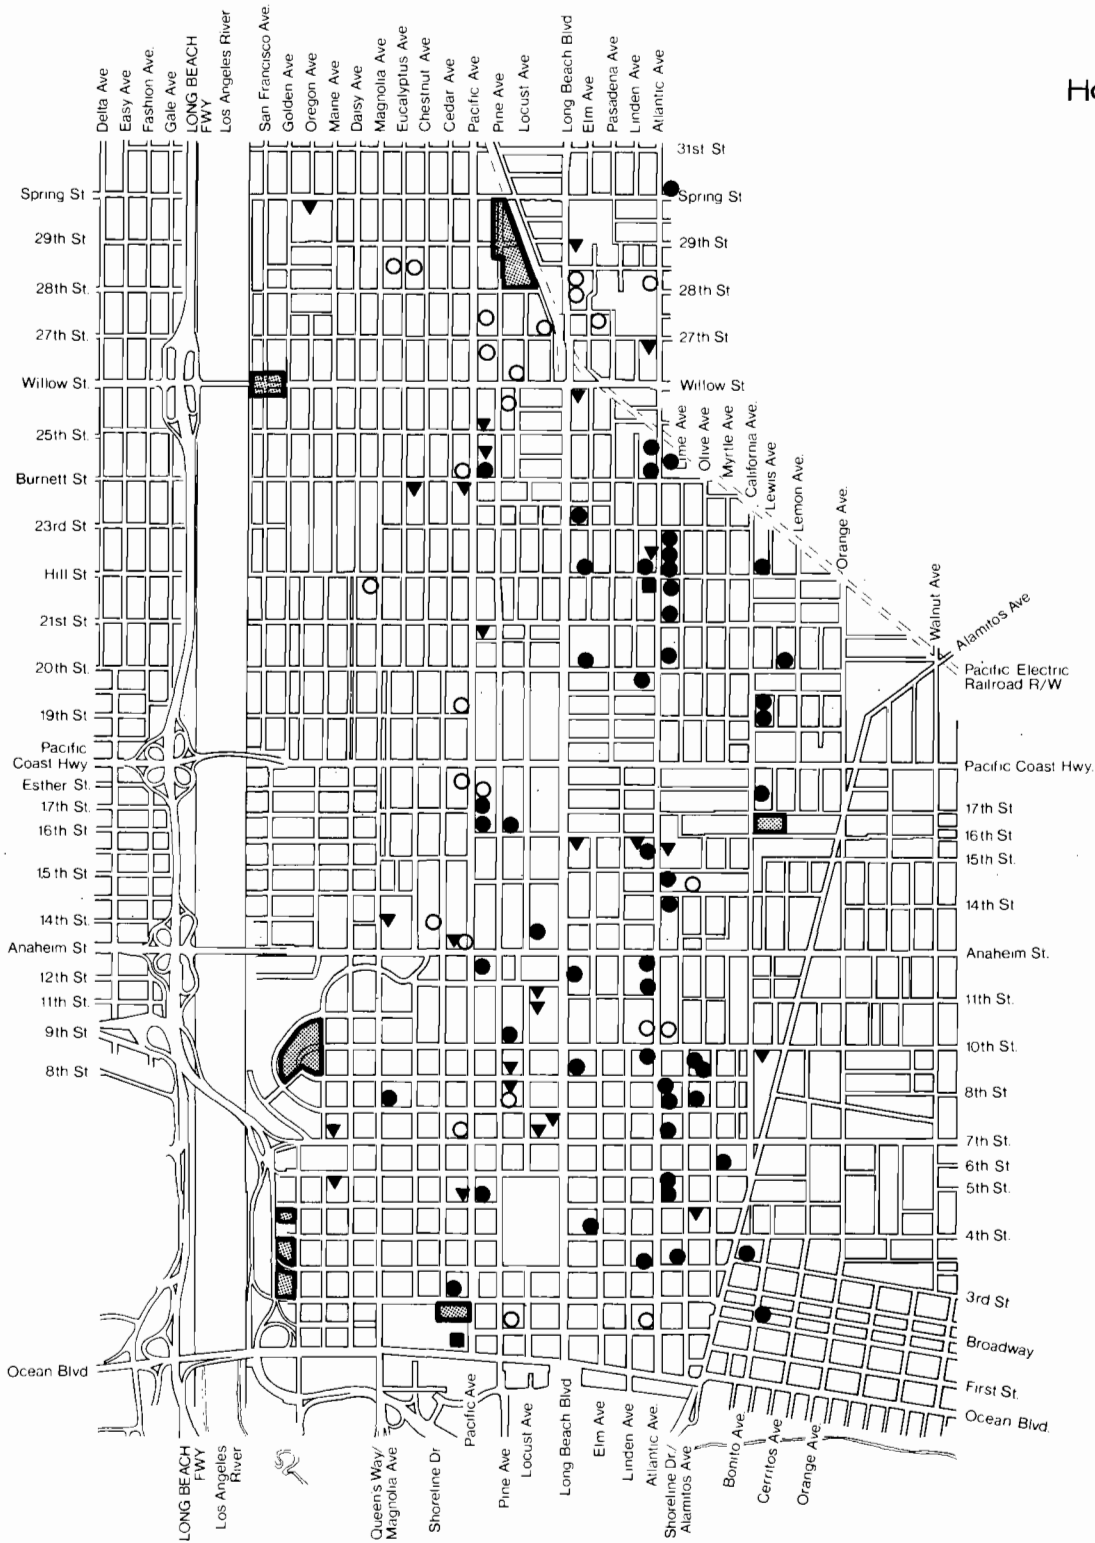 Delta Ave
Easy Ave
Fashion Ave.
Gale Ave
LONG BEACH
FWY
Los Angeles River
San Francisco Ave.
Golden Ave
Oregon Ave
Maine Ave
Daisy Ave
Magnolia Ave
Eucalyptus Ave
Chestnut Ave
Cedar Ave
Pacific Ave
Pine Ave
Locust Ave
Long Beach Blvd
Elm Ave
Pasadena Ave
Linden Ave
Atlantic Ave
Ho
31st St
Spring St
Spring St
29th St
29th St
28th St.
28th St
27th St.
27th St
Willow St.
Willow St
25th St.
Lime Ave
Olive Ave
Myrtle Ave
California Ave.
Lewis Ave
Lemon Ave.
Orange Ave.
Walnut Ave
Alamitos Ave
Burnett St
23rd St
Hill St
21st St
20th St.
Pacific Electric
Railroad R/W
19th St
Pacific
Coast Hwy
Pacific Coast Hwy.
Esther St.
17th St.
17th St
16th St
16th St
15th St.
15th St
14th St.
14th St
Anaheim St
Anaheim St.
12th St
11th St.
11th St.
9th St
10th St.
8th St
8th St
7th St.
6th St
5th St.
4th St.
3rd St
Broadway
Ocean Blvd
First St.
Ocean Blvd.
LONG BEACH
FWY
Los Angeles
River
Queen's Way/
Magnolia Ave
Shoreline Dr
Pacific Ave
Pine Ave
Locust Ave
Long Beach Blvd
Elm Ave
Linden Ave
Atlantic Ave.
Shoreline Dr./
Alamitos Ave
Bonito Ave.
Cerritos Ave
Orange Ave.